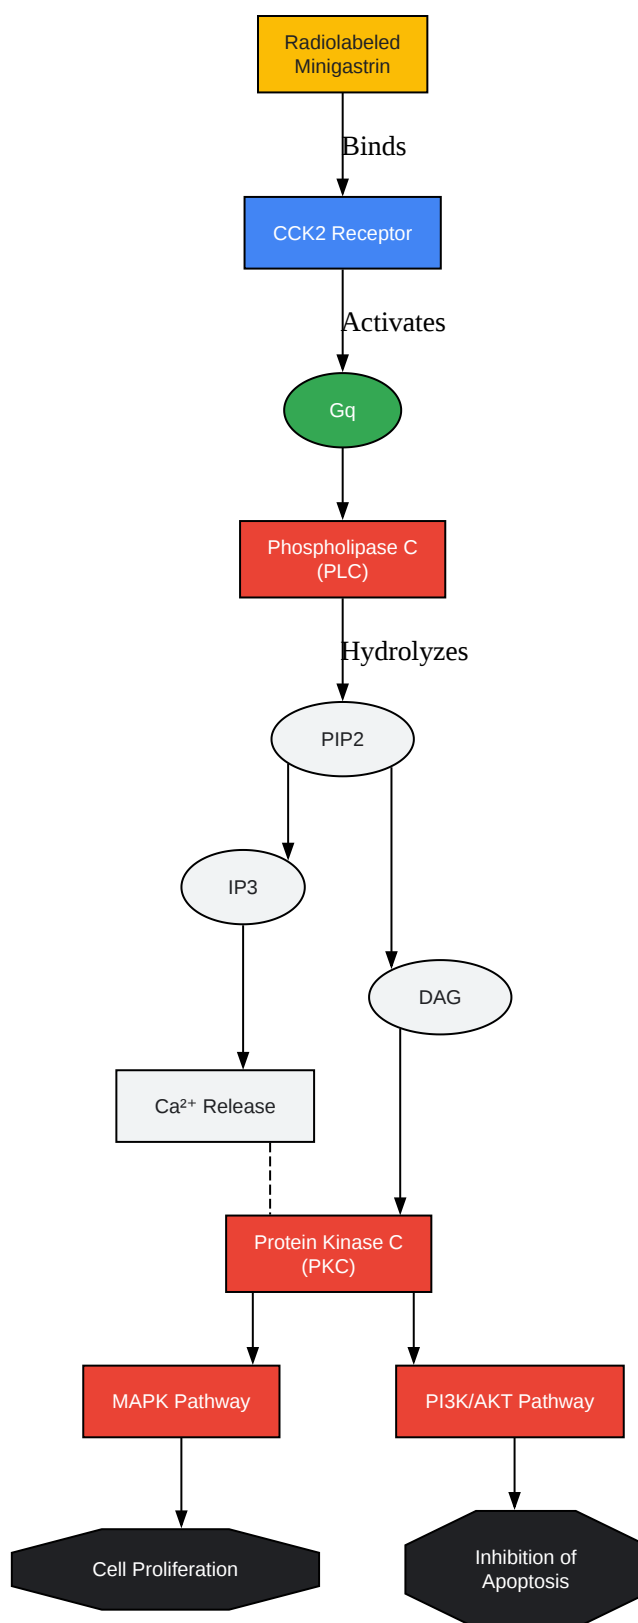 Radiolabeled
Minigastrin
Binds
CCK2 Receptor
Activates
Gq
Phospholipase C
(PLC)
Hydrolyzes
PIP2
IP3
DAG
Ca²⁺ Release
Protein Kinase C
(PKC)
MAPK Pathway
PI3K/AKT Pathway
Cell Proliferation
Inhibition of
Apoptosis